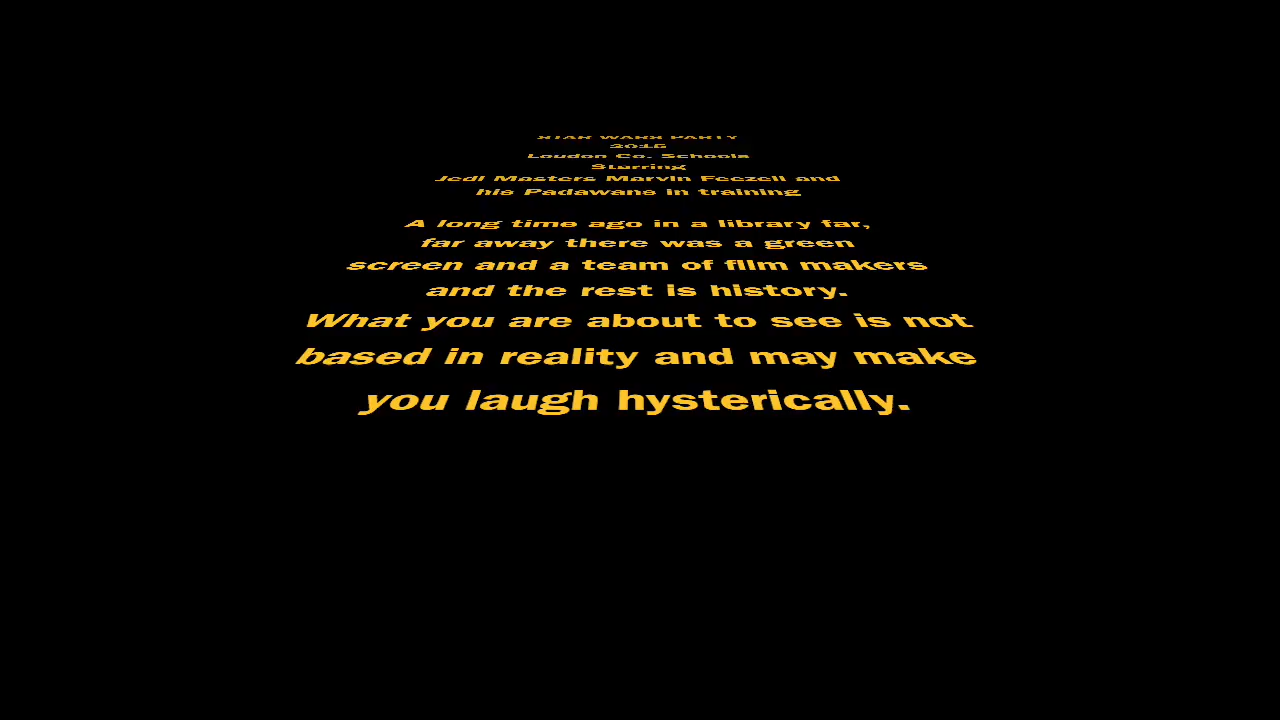 STAR WARS PARTY
2016
Loudon Co. Schools
Starring
Jedi Masters Marvin Feezell and
his Padawans in training
A long time ago in a library far,
far away there was a green
screen and a team of film makers
and the rest is history.
What you are about to see is not
based in reality and may make
you laugh hysterically.